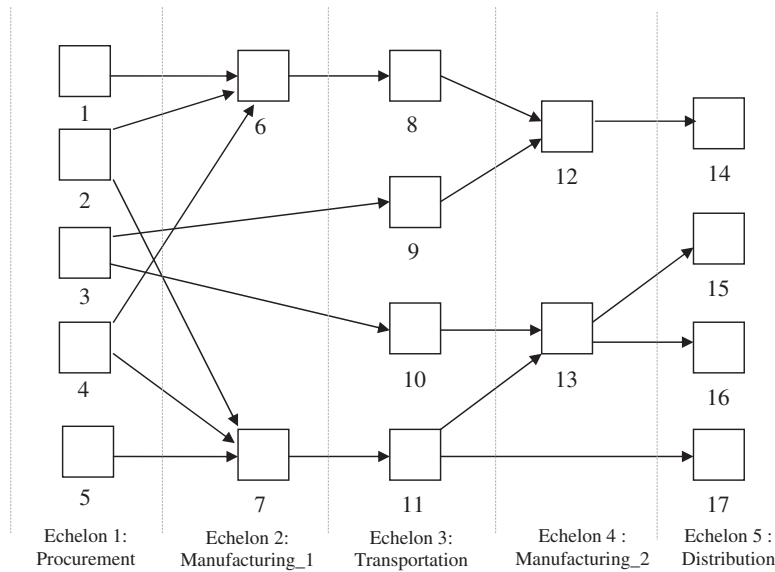 1
2
3
4
5
6
7
8
9
10
11
12
13
14
15
16
17
Echelon 1:
Procurement
Echelon 2:
Manufacturing_1
Echelon 3:
Transportation
Echelon 4 :
Manufacturing_2
Echelon 5 :
Distribution